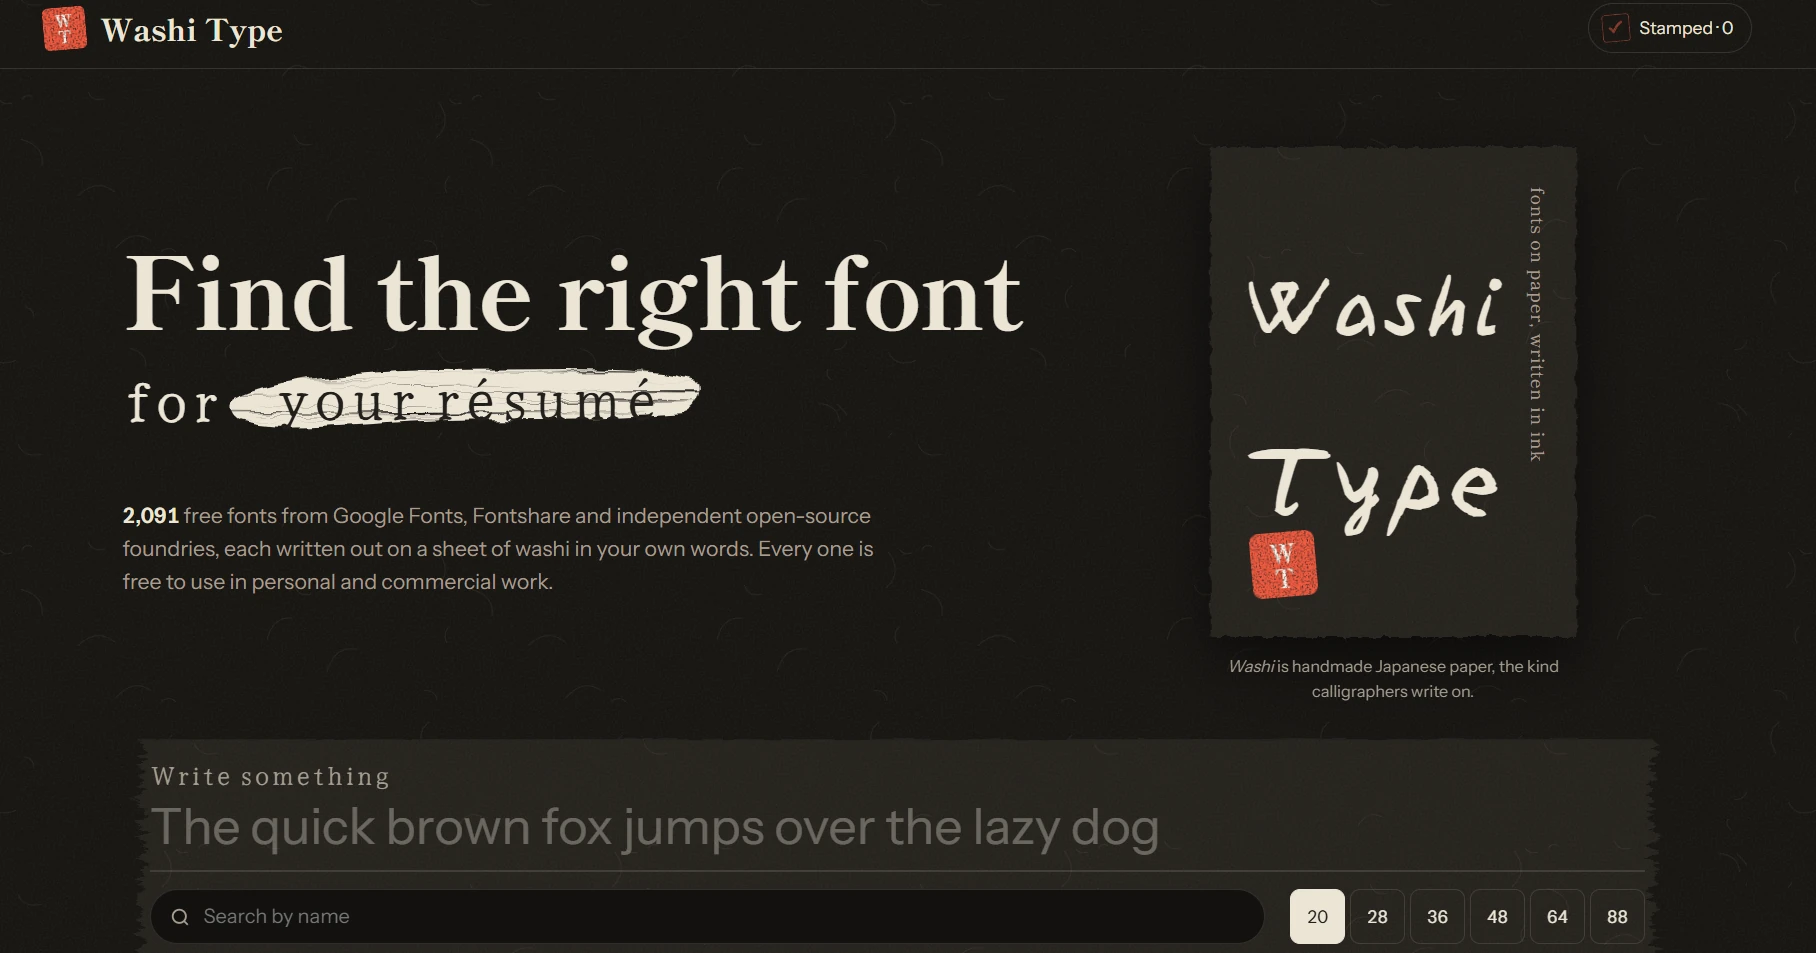 W
T
Washi Type
Stamped·0
Find the right font
for your résumé
2,091 free fonts from Google Fonts, Fontshare and independent open-source
foundries, each written out on a sheet of washi in your own words. Every one is
free to use in personal and commercial work.
fonts on paper, written in ink
Washi
Type
W
T
Washi is handmade Japanese paper, the kind
calligraphers write on.
Write something
The quick brown fox jumps over the lazy dog
Search by name
20 28 36 48 64 88